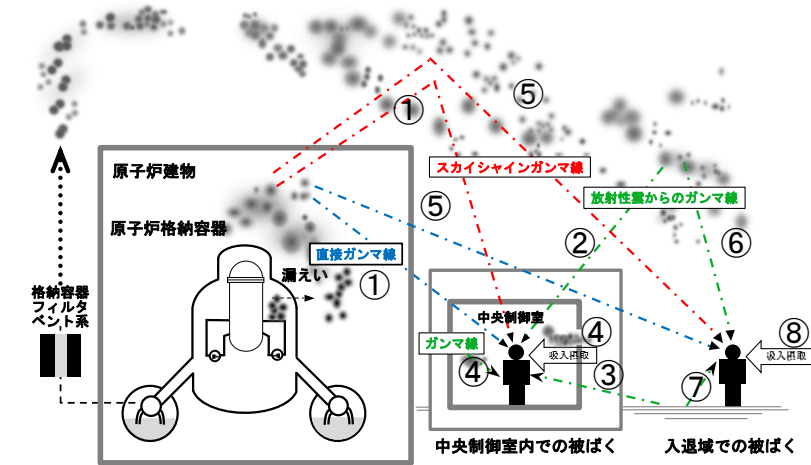 ①
⑤
原子炉建物
スカイシャインガンマ線
放射性雲からのガンマ線
⑤
原子炉格納容器
②
⑥
直接ガンマ線
漏えい
①
格納容器
フィルタ
ベント系
中央制御室
④
⑧
ガンマ線
吸入摂取
吸入摂取
④
③
⑦
中央制御室内での被ばく
入退域での被ばく